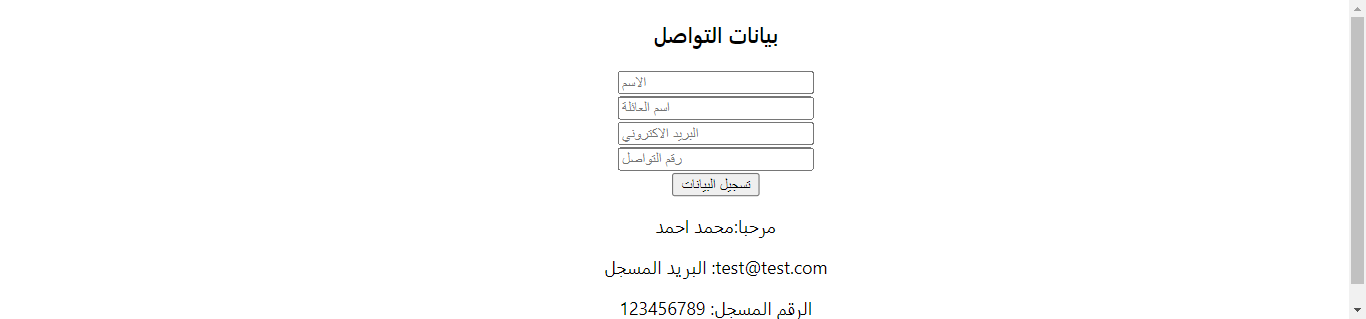 بيانات التواصل
الاسم
اسم العائلة
البريد الاكتروني
رقم التواصل
تسجيل البيانات
مرحبا:محمد احمد
البريد المسجل :test@test.com
الرقم المسجل: 123456789